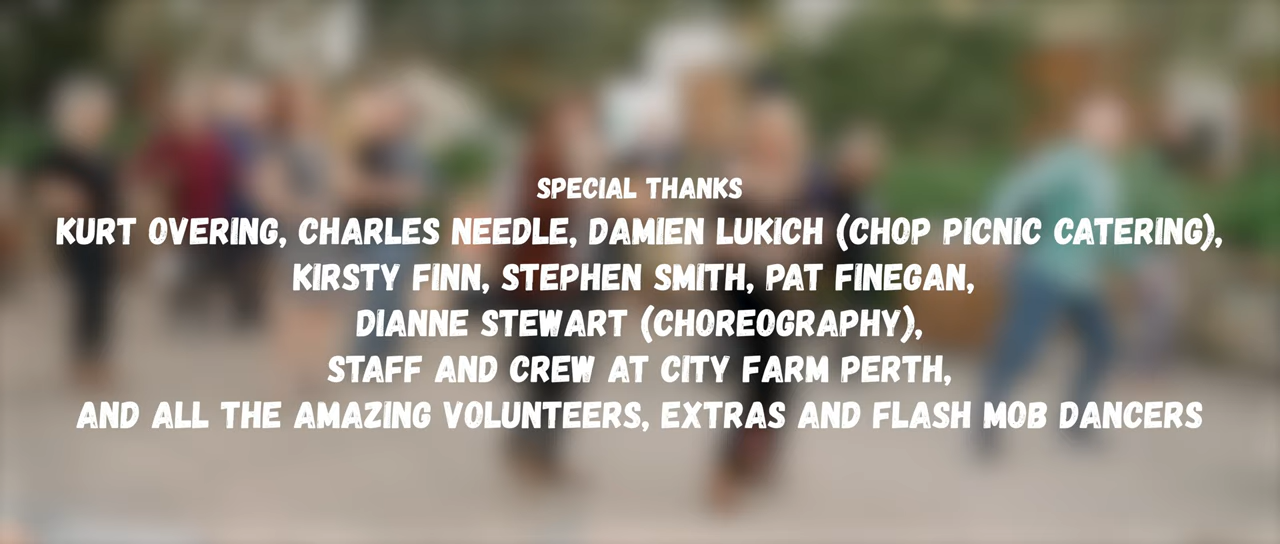 SPECIAL THANKS
KURT OVERING, CHARLES NEEDLE, DAMIEN LUKICH (CHOP PICNIC CATERING),
KIRSTY FINN, STEPHEN SMITH, PAT FINEGAN,
DIANNE STEWART (CHOREOGRAPHY),
STAFF AND CREW AT CITY FARM PERTH,
AND ALL THE AMAZING VOLUNTEERS, EXTRAS AND FLASH MOB DANCERS